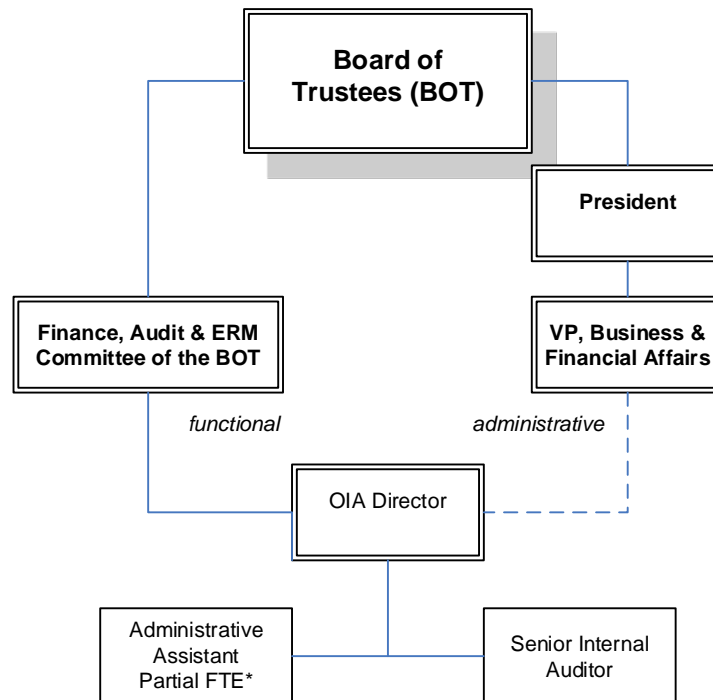 Board of
Trustees (BOT)
President
Finance, Audit & ERM
Committee of the BOT
VP, Business &
Financial Affairs
functional
administrative
OIA Director
Administrative
Assistant
Partial FTE*
Senior Internal
Auditor